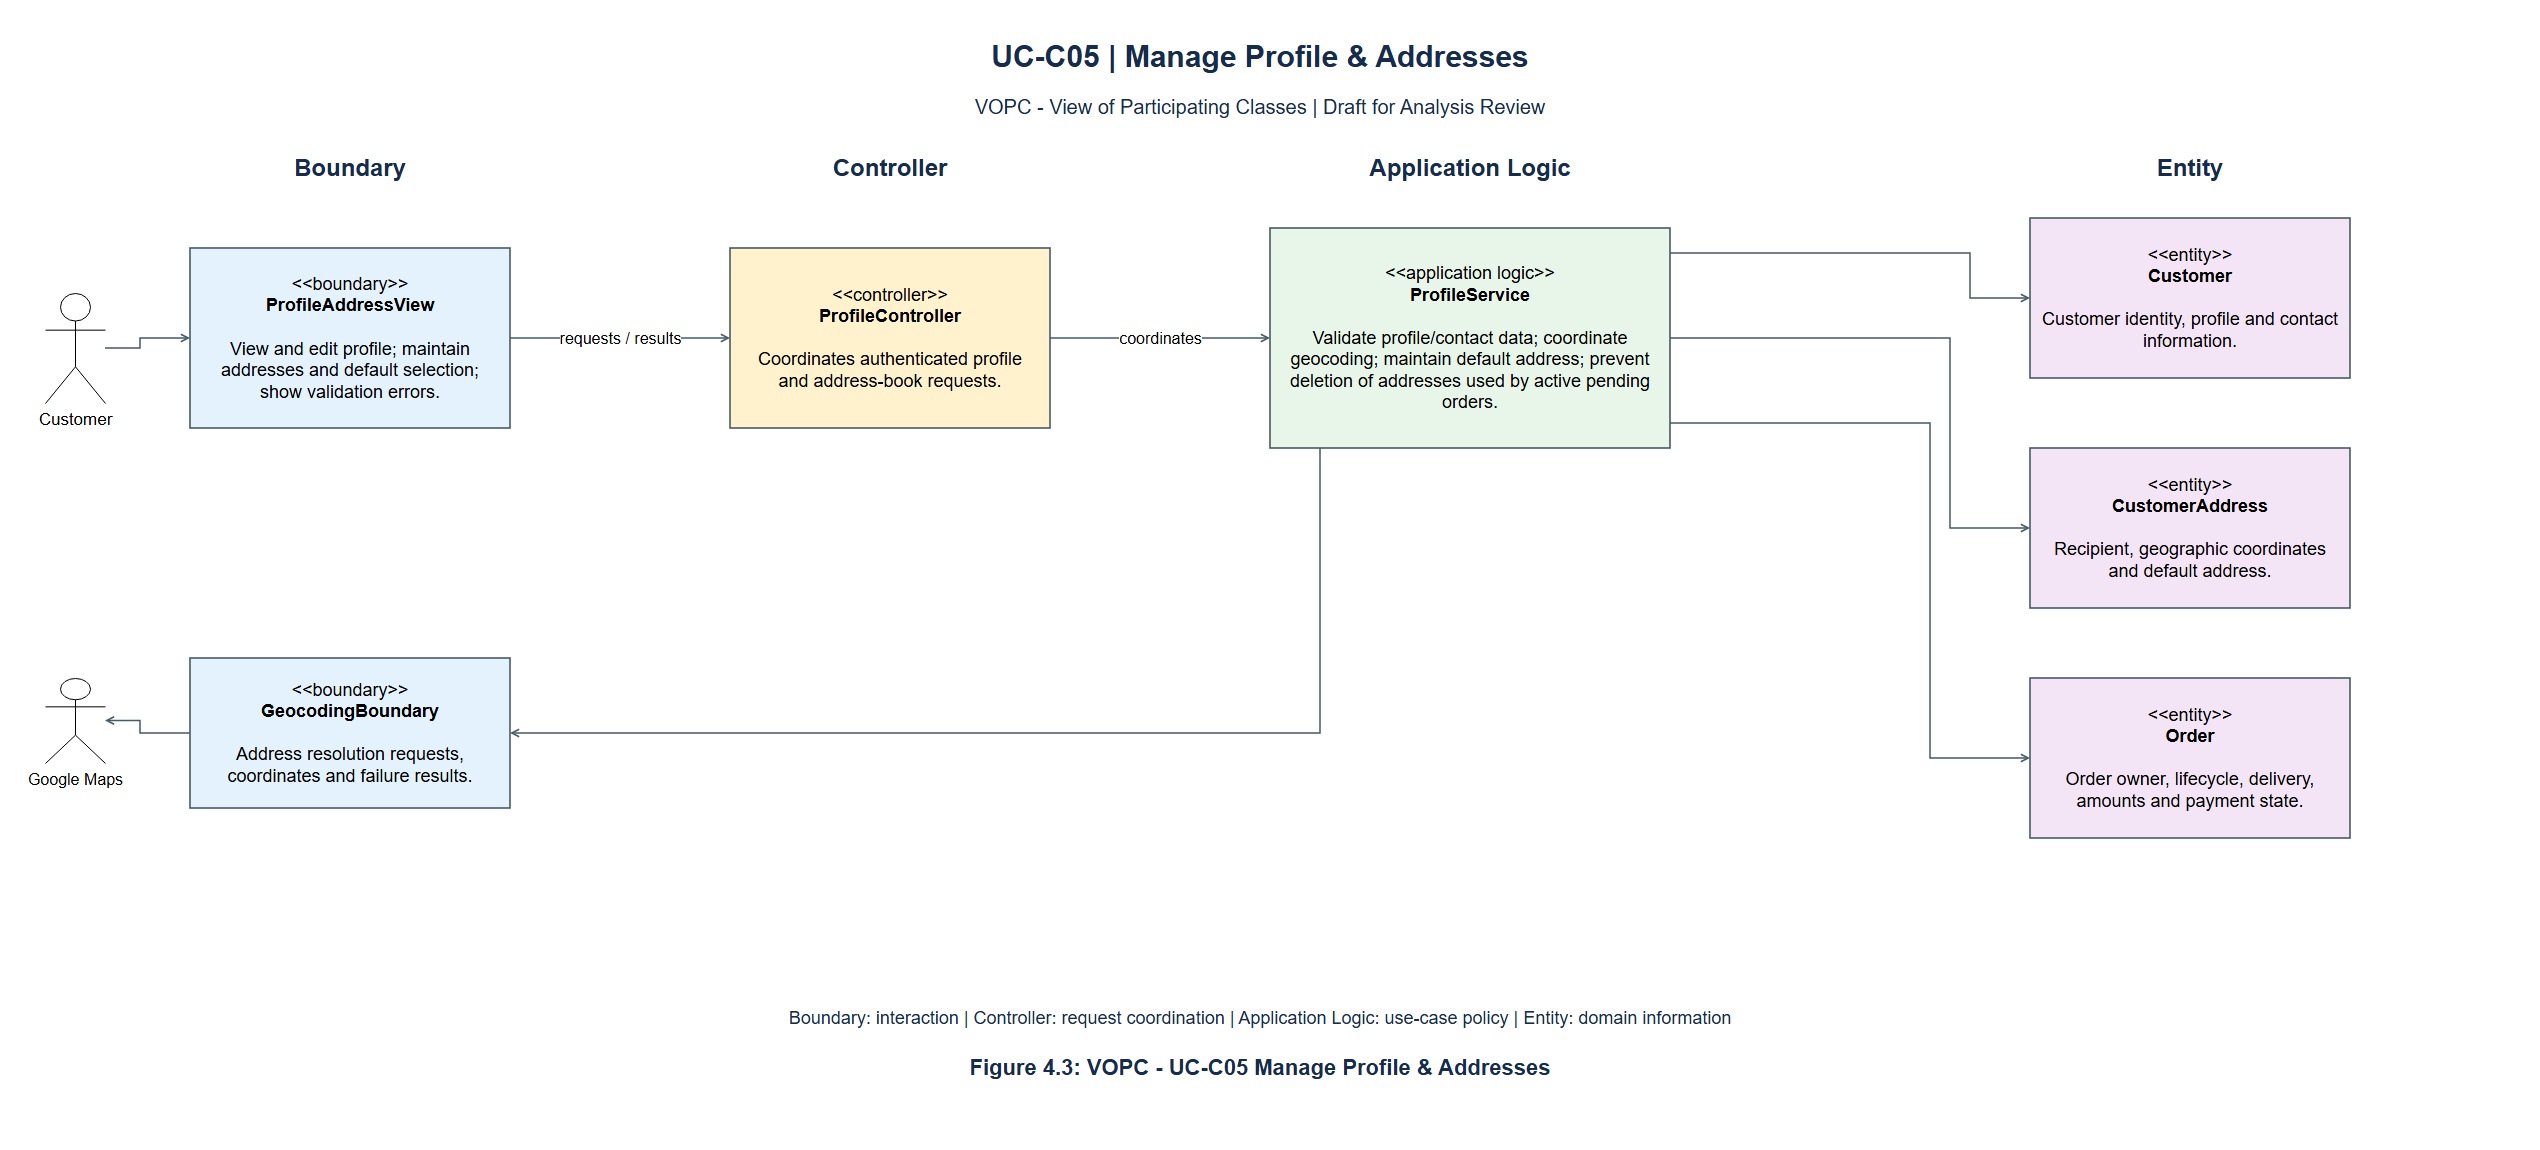 UC-C05 | Manage Profile & Addresses
VOPC - View of Participating Classes | Draft for Analysis Review
Boundary
Controller
Application Logic
Entity
Customer
<<boundary>>
ProfileAddressView
View and edit profile; maintain
addresses and default selection;
show validation errors.
requests / results
<<controller>>
ProfileController
Coordinates authenticated profile
and address-book requests.
coordinates
<<application logic>>
ProfileService
Validate profile/contact data; coordinate
geocoding; maintain default address; prevent
deletion of addresses used by active pending
orders.
<<entity>>
Customer
Customer identity, profile and contact
information.
<<entity>>
CustomerAddress
Recipient, geographic coordinates
and default address.
Google Maps
<<boundary>>
GeocodingBoundary
Address resolution requests,
coordinates and failure results.
<<entity>>
Order
Order owner, lifecycle, delivery,
amounts and payment state.
Boundary: interaction | Controller: request coordination | Application Logic: use-case policy | Entity: domain information
Figure 4.3: VOPC - UC-C05 Manage Profile & Addresses